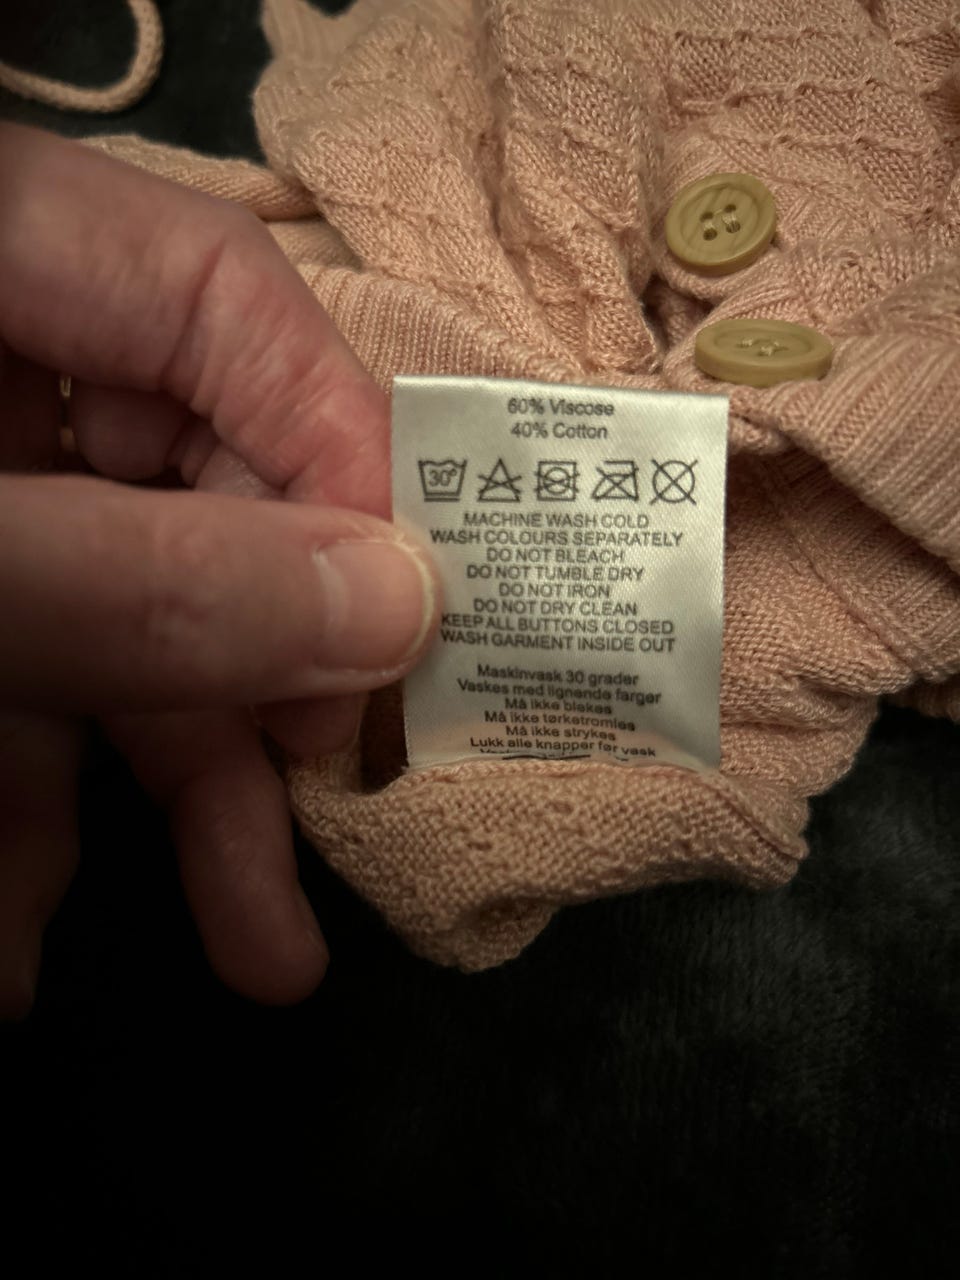 60% Viscose
40% Cotton
30°
MACHINE WASH COLD
WASH COLOURS SEPARATELY
DO NOT BLEACH
DO NOT TUMBLE DRY
DO NOT IRON
DO NOT DRY CLEAN
KEEP ALL BUTTONS CLOSED
WASH GARMENT INSIDE OUT
Maskinvask 30 grader
Vaskes med lignende farger
Må ikke blekes
Må ikke tørketromles
Må ikke strykes
Lukk alle knapper før vask